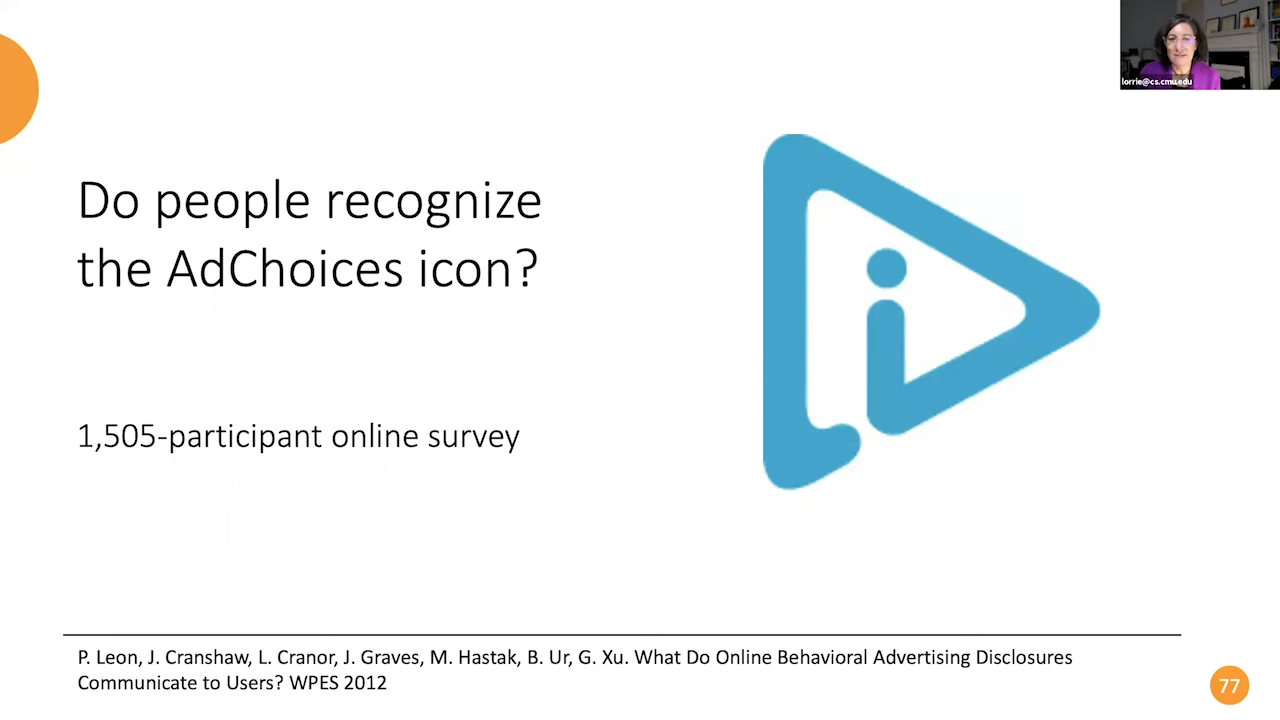 lorrie@cs.cmu.edu
Do people recognize
the AdChoices icon?
1,505-participant online survey
P. Leon, J. Cranshaw, L. Cranor, J. Graves, M. Hastak, B. Ur, G. Xu. What Do Online Behavioral Advertising Disclosures
Communicate to Users? WPES 2012
77